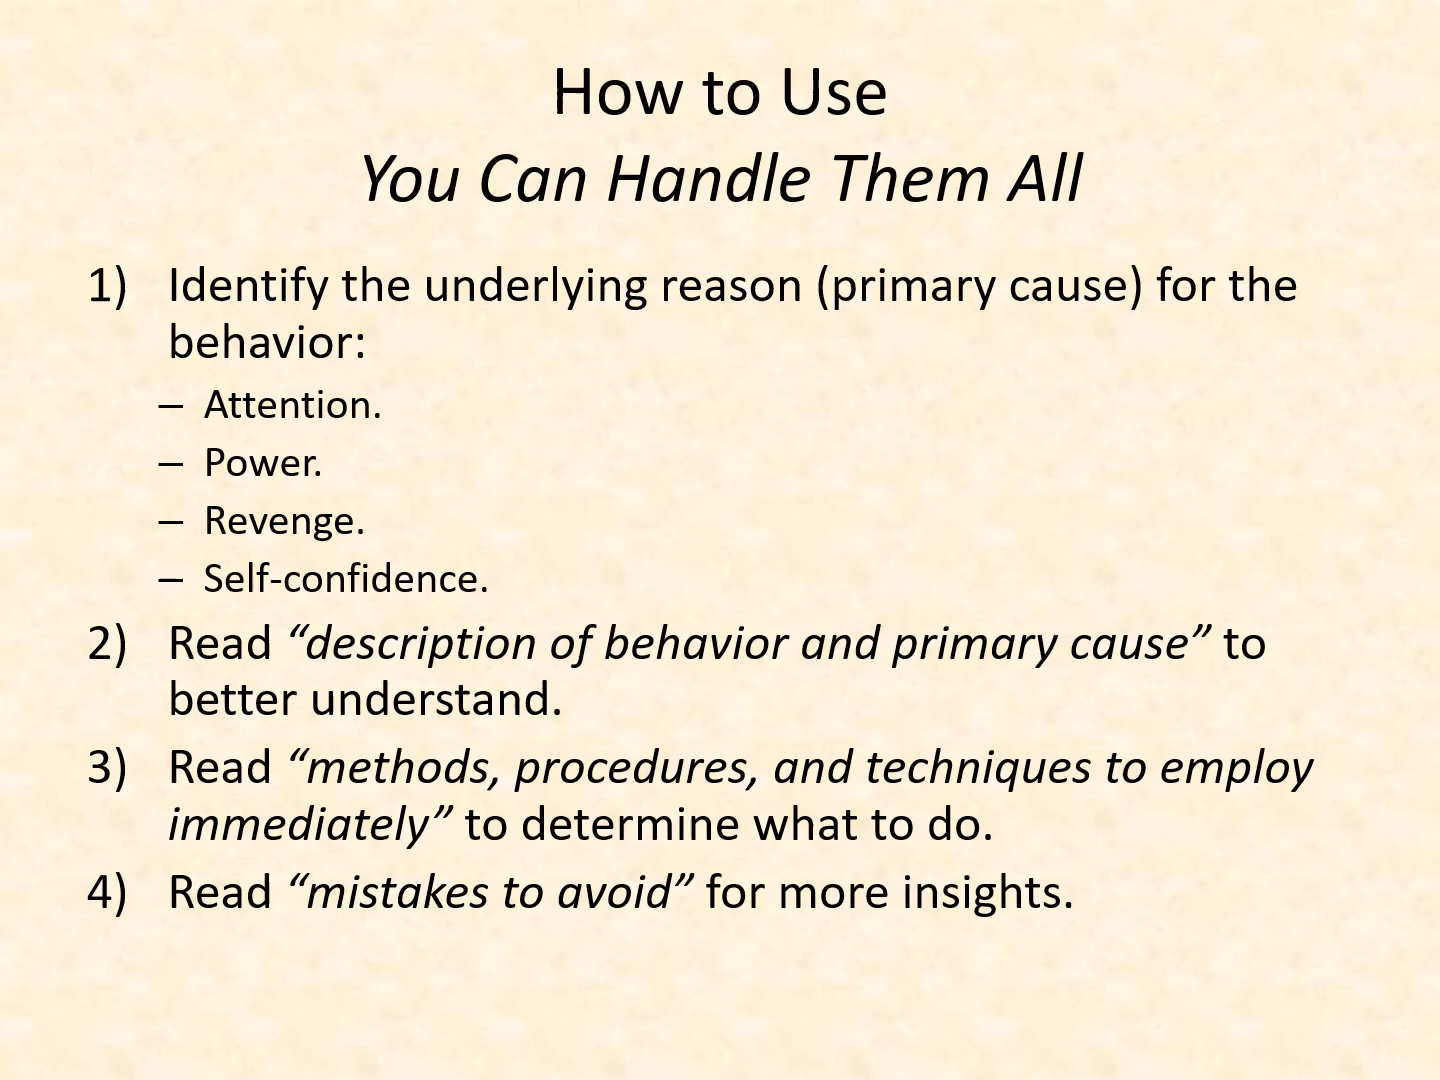 How to Use
You Can Handle Them All
1) Identify the underlying reason (primary cause) for the
behavior:
– Attention.
– Power.
– Revenge.
– Self-confidence.
2) Read “description of behavior and primary cause” to
better understand.
3) Read “methods, procedures, and techniques to employ
immediately” to determine what to do.
4) Read “mistakes to avoid” for more insights.